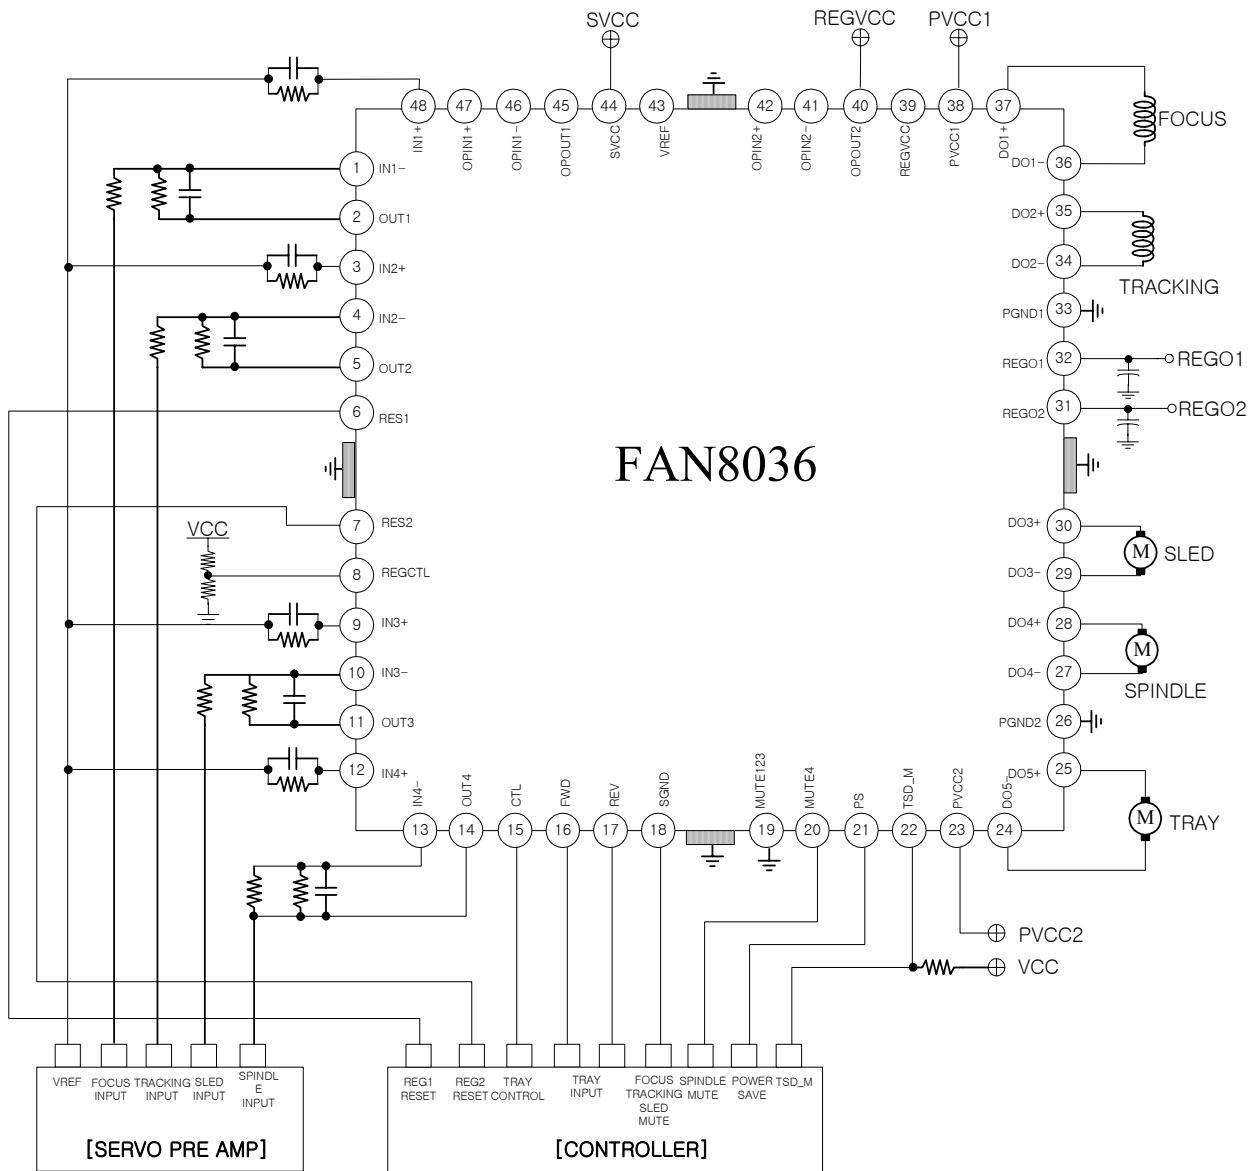 SVCC
REGVCC
PVCC1
48
47
46
45
44
43
42
41
40
39
38
37
IN1+
OPIN1+
OPIN1-
OPOUT1
SVCC
VREF
OPIN2+
OPIN2-
OPOUT2
REGVCC
PVCC1
DO1+
FOCUS
1
IN1-
DO1-
36
2
OUT1
DO2+
35
3
IN2+
DO2-
34
TRACKING
4
IN2-
PGND1
33
5
OUT2
REGO1
32
REGO1
6
RES1
REGO2
31
REGO2
FAN8036
7
RES2
DO3+
30
VCC
SLED
M
8
REGCTL
DO3-
29
9
IN3+
DO4+
28
M
10
IN3-
DO4-
27
SPINDLE
11
OUT3
PGND2
26
12
IN4+
DO5+
25
IN4-
OUT4
CTL
FWD
REV
SGND
MUTE123
MUTE4
PS
TSD_M
PVCC2
DO5-
13
14
15
16
17
18
19
20
21
22
23
24
M
TRAY
PVCC2
VCC
VREF
FOCUS
INPUT
TRACKING
INPUT
SLED
INPUT
SPINDL
E
INPUT
REG1
RESET
REG2
RESET
TRAY
CONTROL
TRAY
INPUT
FOCUS
TRACKING
SLED
MUTE
SPINDLE
MUTE
POWER
SAVE
TSD_M
[SERVO PRE AMP]
[CONTROLLER]